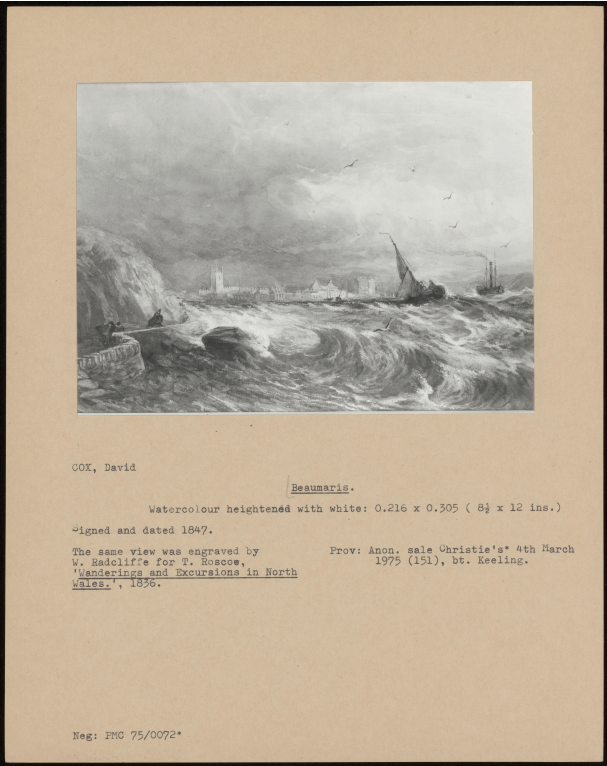 COX, David
Beaumaris.
Watercolour heightened with white: 0.216 x 0.305 ( 8½ x 12 ins.)
Signed and dated 1847.
The same view was engraved by
W. Radcliffe for T. Roscoe,
'Wanderings and Excursions in North
Wales.', 1836.
Prov: Anon. sale Christie's* 4th March
1975 (151), bt. Keeling.
Neg: PMC 75/0072*